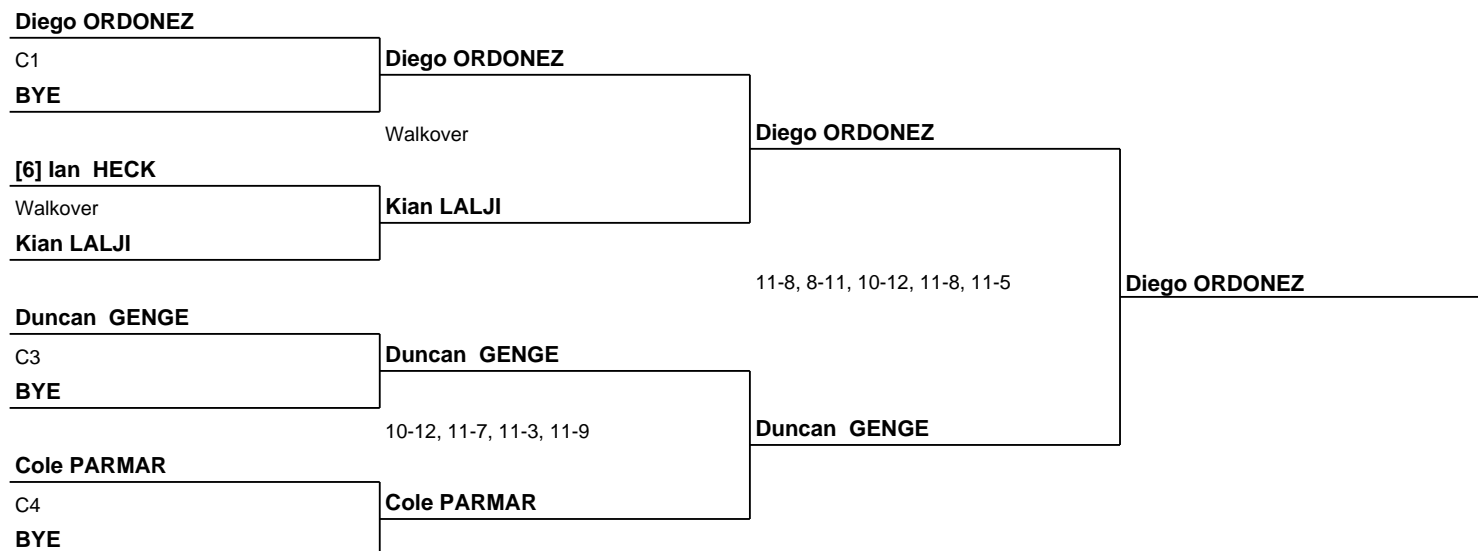 Diego ORDONEZ
C1
BYE
Diego ORDONEZ
Walkover
Diego ORDONEZ
[6] Ian HECK
Walkover
Kian LALJI
Kian LALJI
11-8, 8-11, 10-12, 11-8, 11-5
Diego ORDONEZ
Duncan GENGE
C3
BYE
Duncan GENGE
10-12, 11-7, 11-3, 11-9
Duncan GENGE
Cole PARMAR
C4
BYE
Cole PARMAR